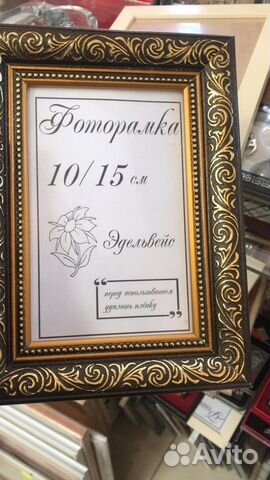 Фоторамка
10/15 см
Эдельвейс
перед использованием
удалить плёнку
Avito